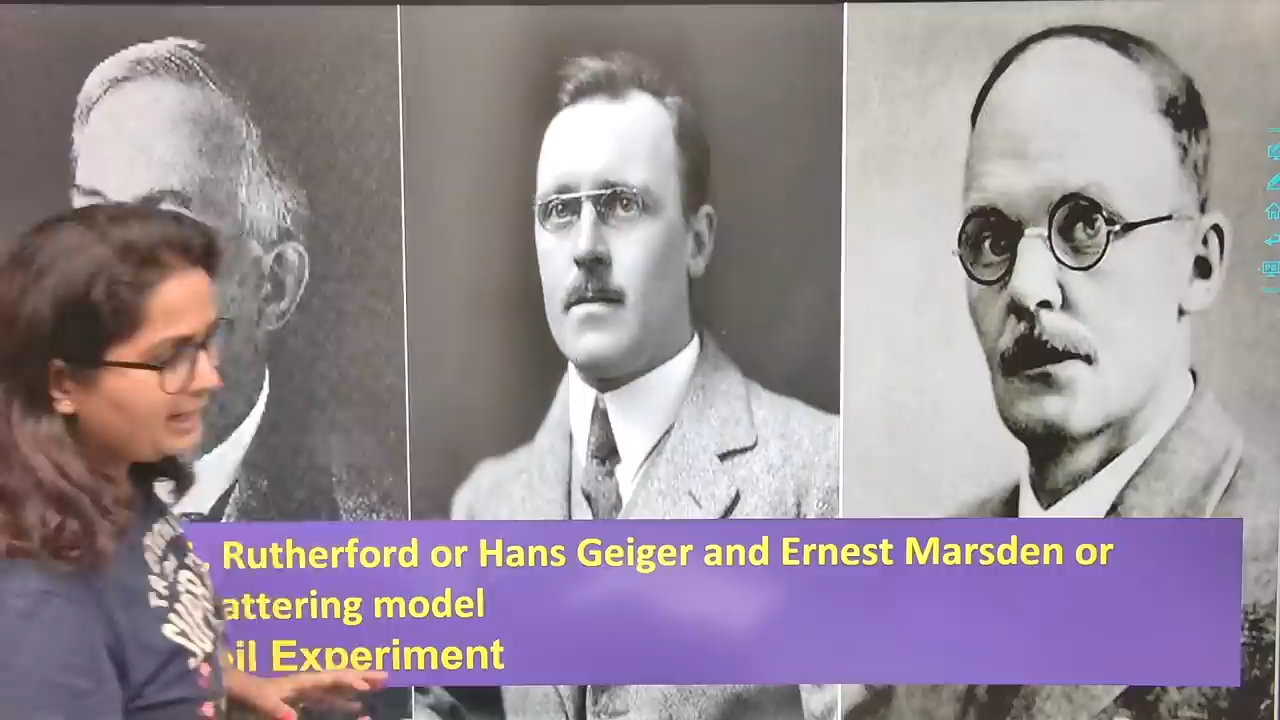 Rutherford or Hans Geiger and Ernest Marsden or
attering model
il Experiment